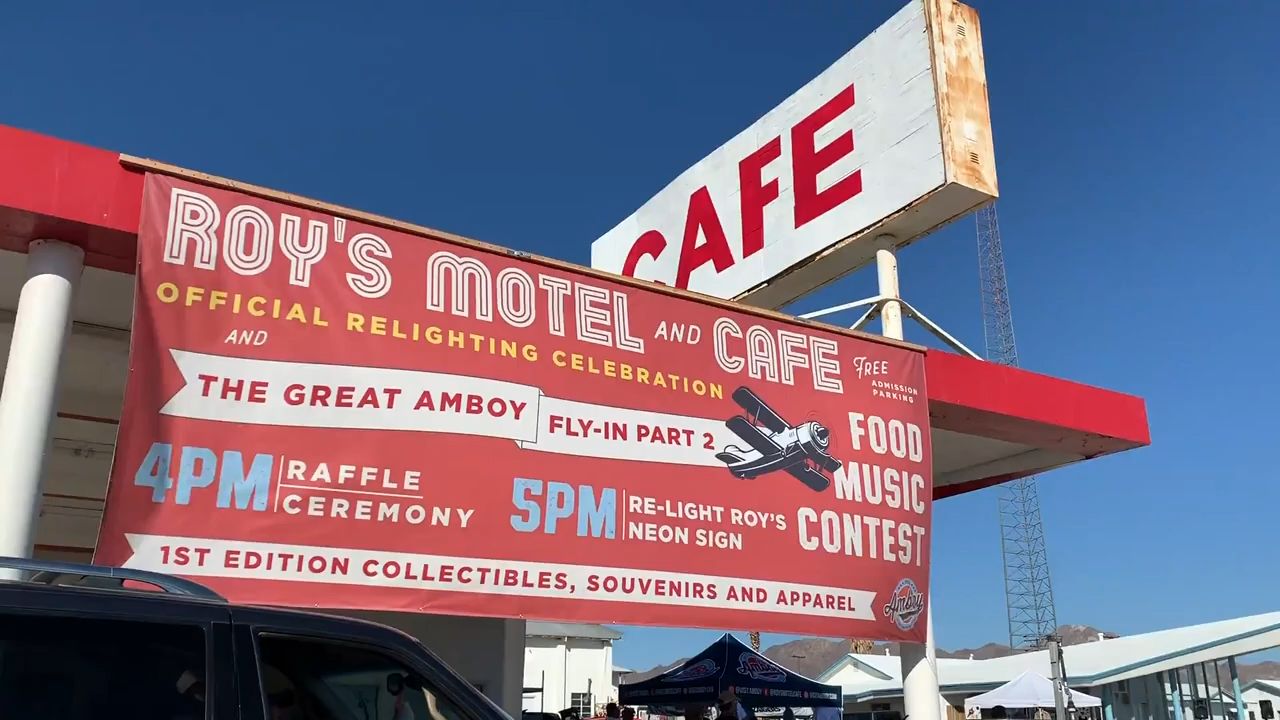 CAFE
ROY'S MOTEL AND CAFE
OFFICIAL RELIGHTING CELEBRATION
AND
FREE
ADMISSION
PARKING
THE GREAT AMBOY
FLY-IN PART 2
FOOD
MUSIC
CONTEST
4PM
RAFFLE
CEREMONY
5PM
RE-LIGHT ROY'S
NEON SIGN
1ST EDITION COLLECTIBLES, SOUVENIRS AND APPAREL
Amboy
Amboy